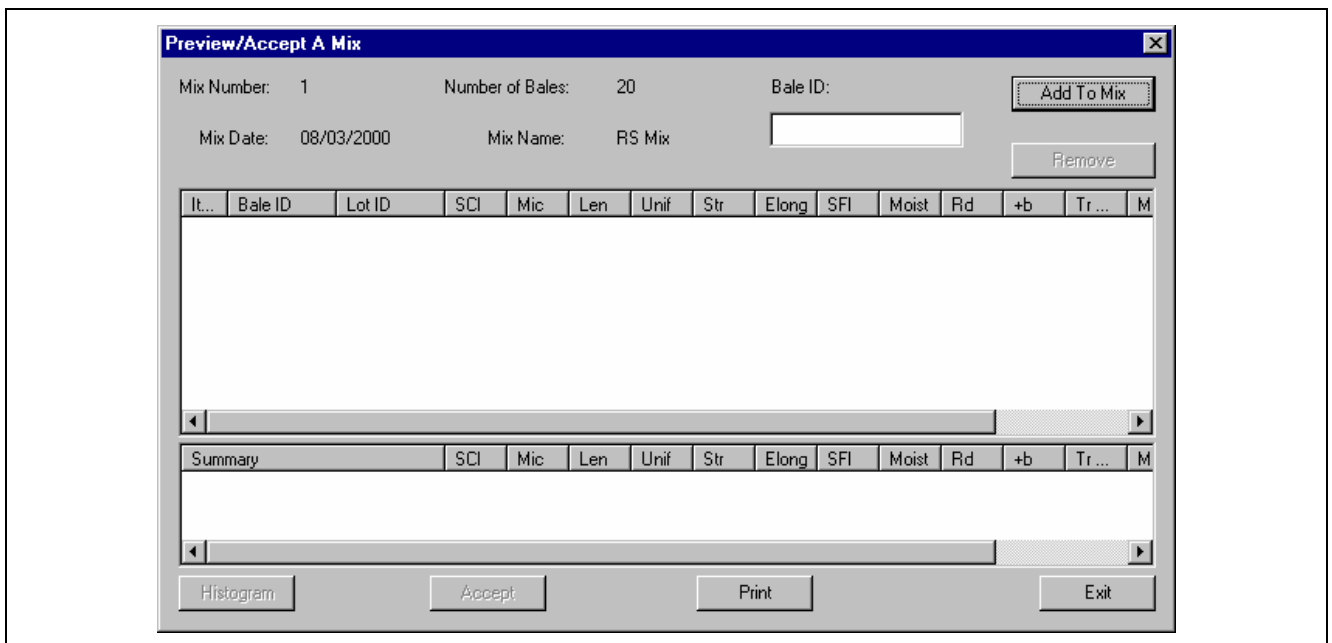 Preview/Accept A Mix
Mix Number: 1 Number of Bales: 20 Bale ID: Add To Mix
Mix Date: 08/03/2000 Mix Name: RS Mix
Remove
It... Bale ID Lot ID SCI Mic Len Unif Str Elong SFI Moist Rd +b Tr ... M
Summary SCI Mic Len Unif Str Elong SFI Moist Rd +b Tr ... M
Histogram Accept Print Exit